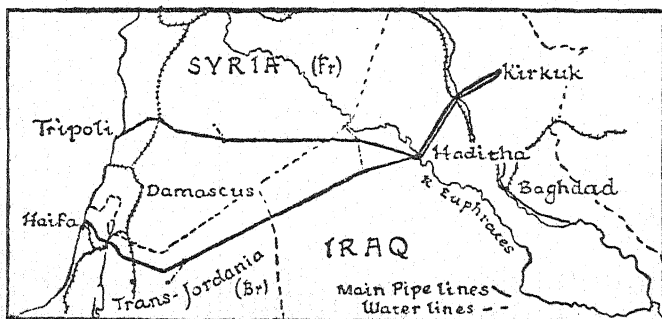 SYRIA (Fr)
Kirkuk
Tripoli
Haditha
Damascus
Baghdad
Haifa
R Euphrates
IRAQ
Trans-Jordania
(Br)
Main Pipe lines
Water lines